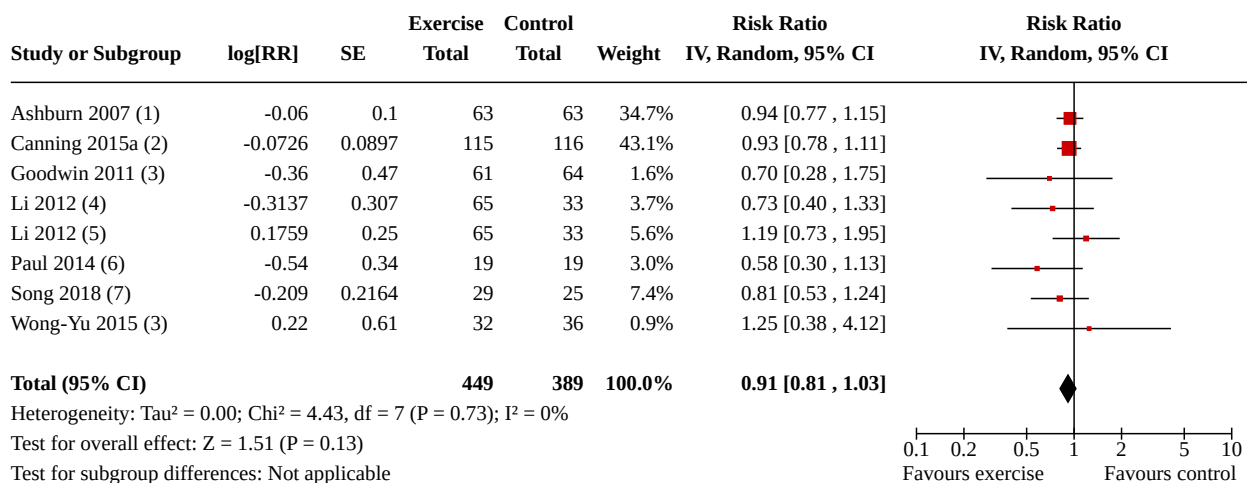 Exercise Control Risk Ratio Risk Ratio
Study or Subgroup log[RR] SE Total Total Weight IV, Random, 95% CI IV, Random, 95% CI
Ashburn 2007 (1) -0.06 0.1 63 63 34.7% 0.94 [0.77 , 1.15]
Canning 2015a (2) -0.0726 0.0897 115 116 43.1% 0.93 [0.78 , 1.11]
Goodwin 2011 (3) -0.36 0.47 61 64 1.6% 0.70 [0.28 , 1.75]
Li 2012 (4) -0.3137 0.307 65 33 3.7% 0.73 [0.40 , 1.33]
Li 2012 (5) 0.1759 0.25 65 33 5.6% 1.19 [0.73 , 1.95]
Paul 2014 (6) -0.54 0.34 19 19 3.0% 0.58 [0.30 , 1.13]
Song 2018 (7) -0.209 0.2164 29 25 7.4% 0.81 [0.53 , 1.24]
Wong-Yu 2015 (3) 0.22 0.61 32 36 0.9% 1.25 [0.38 , 4.12]
Total (95% CI) 449 389 100.0% 0.91 [0.81 , 1.03]
Heterogeneity: Tau² = 0.00; Chi² = 4.43, df = 7 (P = 0.73); I² = 0%
Test for overall effect: Z = 1.51 (P = 0.13)
0.1 0.2 0.5 1 2 5 10
Test for subgroup differences: Not applicable
Favours exercise Favours control